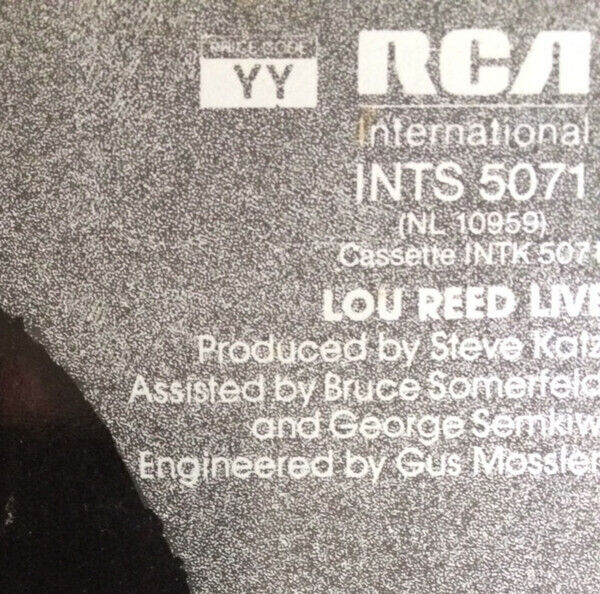 PRICE CODE
YY
RCA
International
INTS 5071
(NL 10959)
Cassette INTK 5071
LOU REED LIVE
Produced by Steve Katz
Assisted by Bruce Somerfeld
and George Semkiw
Engineered by Gus Mossler